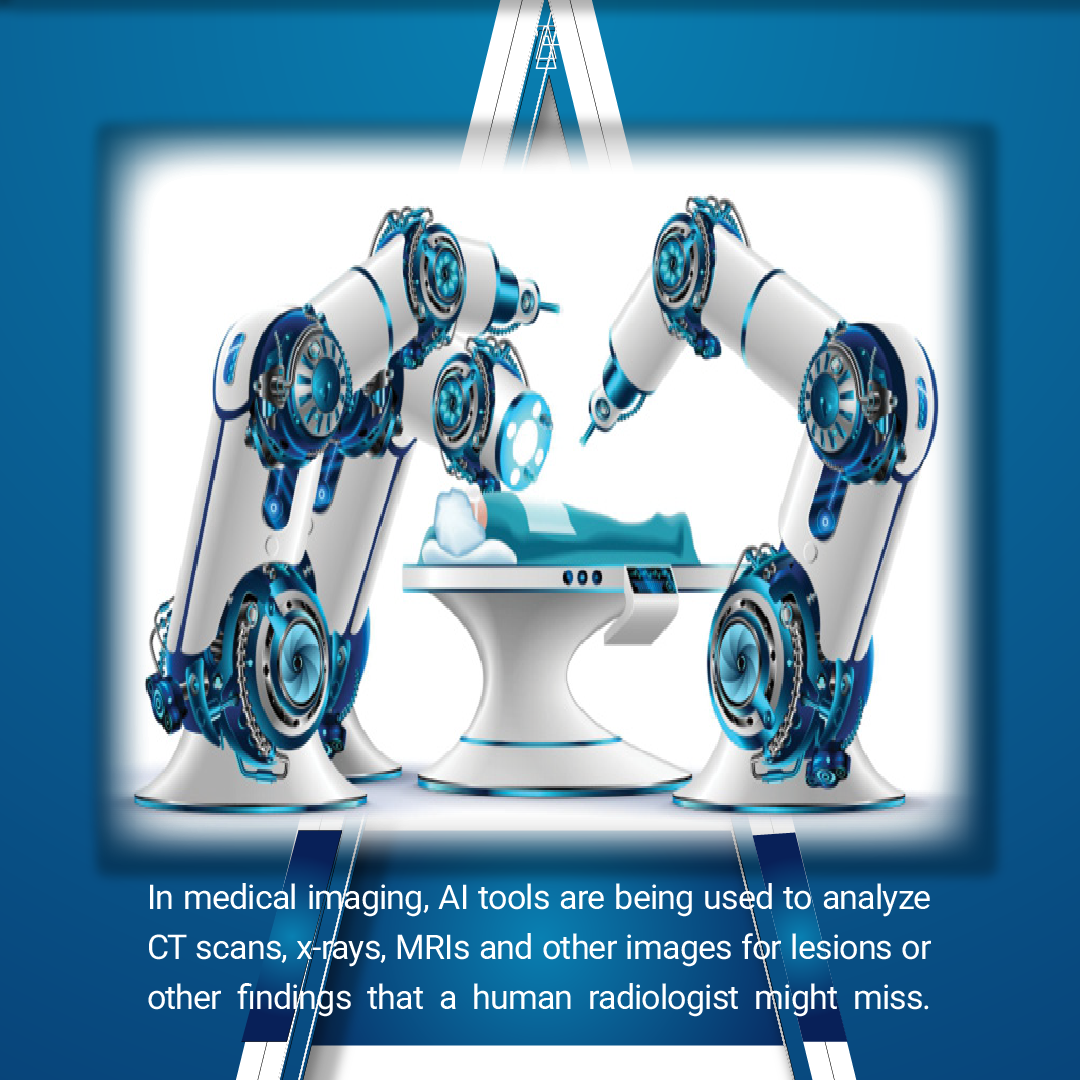 In medical imaging, AI tools are being used to analyze
CT scans, x-rays, MRIs and other images for lesions or
other findings that a human radiologist might miss.